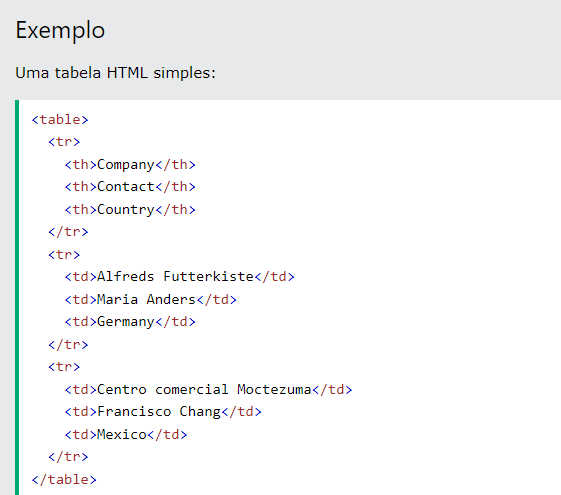 Exemplo
Uma tabela HTML simples:
<table>
  <tr>
    <th>Company</th>
    <th>Contact</th>
    <th>Country</th>
  </tr>
  <tr>
    <td>Alfreds Futterkiste</td>
    <td>Maria Anders</td>
    <td>Germany</td>
  </tr>
  <tr>
    <td>Centro comercial Moctezuma</td>
    <td>Francisco Chang</td>
    <td>Mexico</td>
  </tr>
</table>